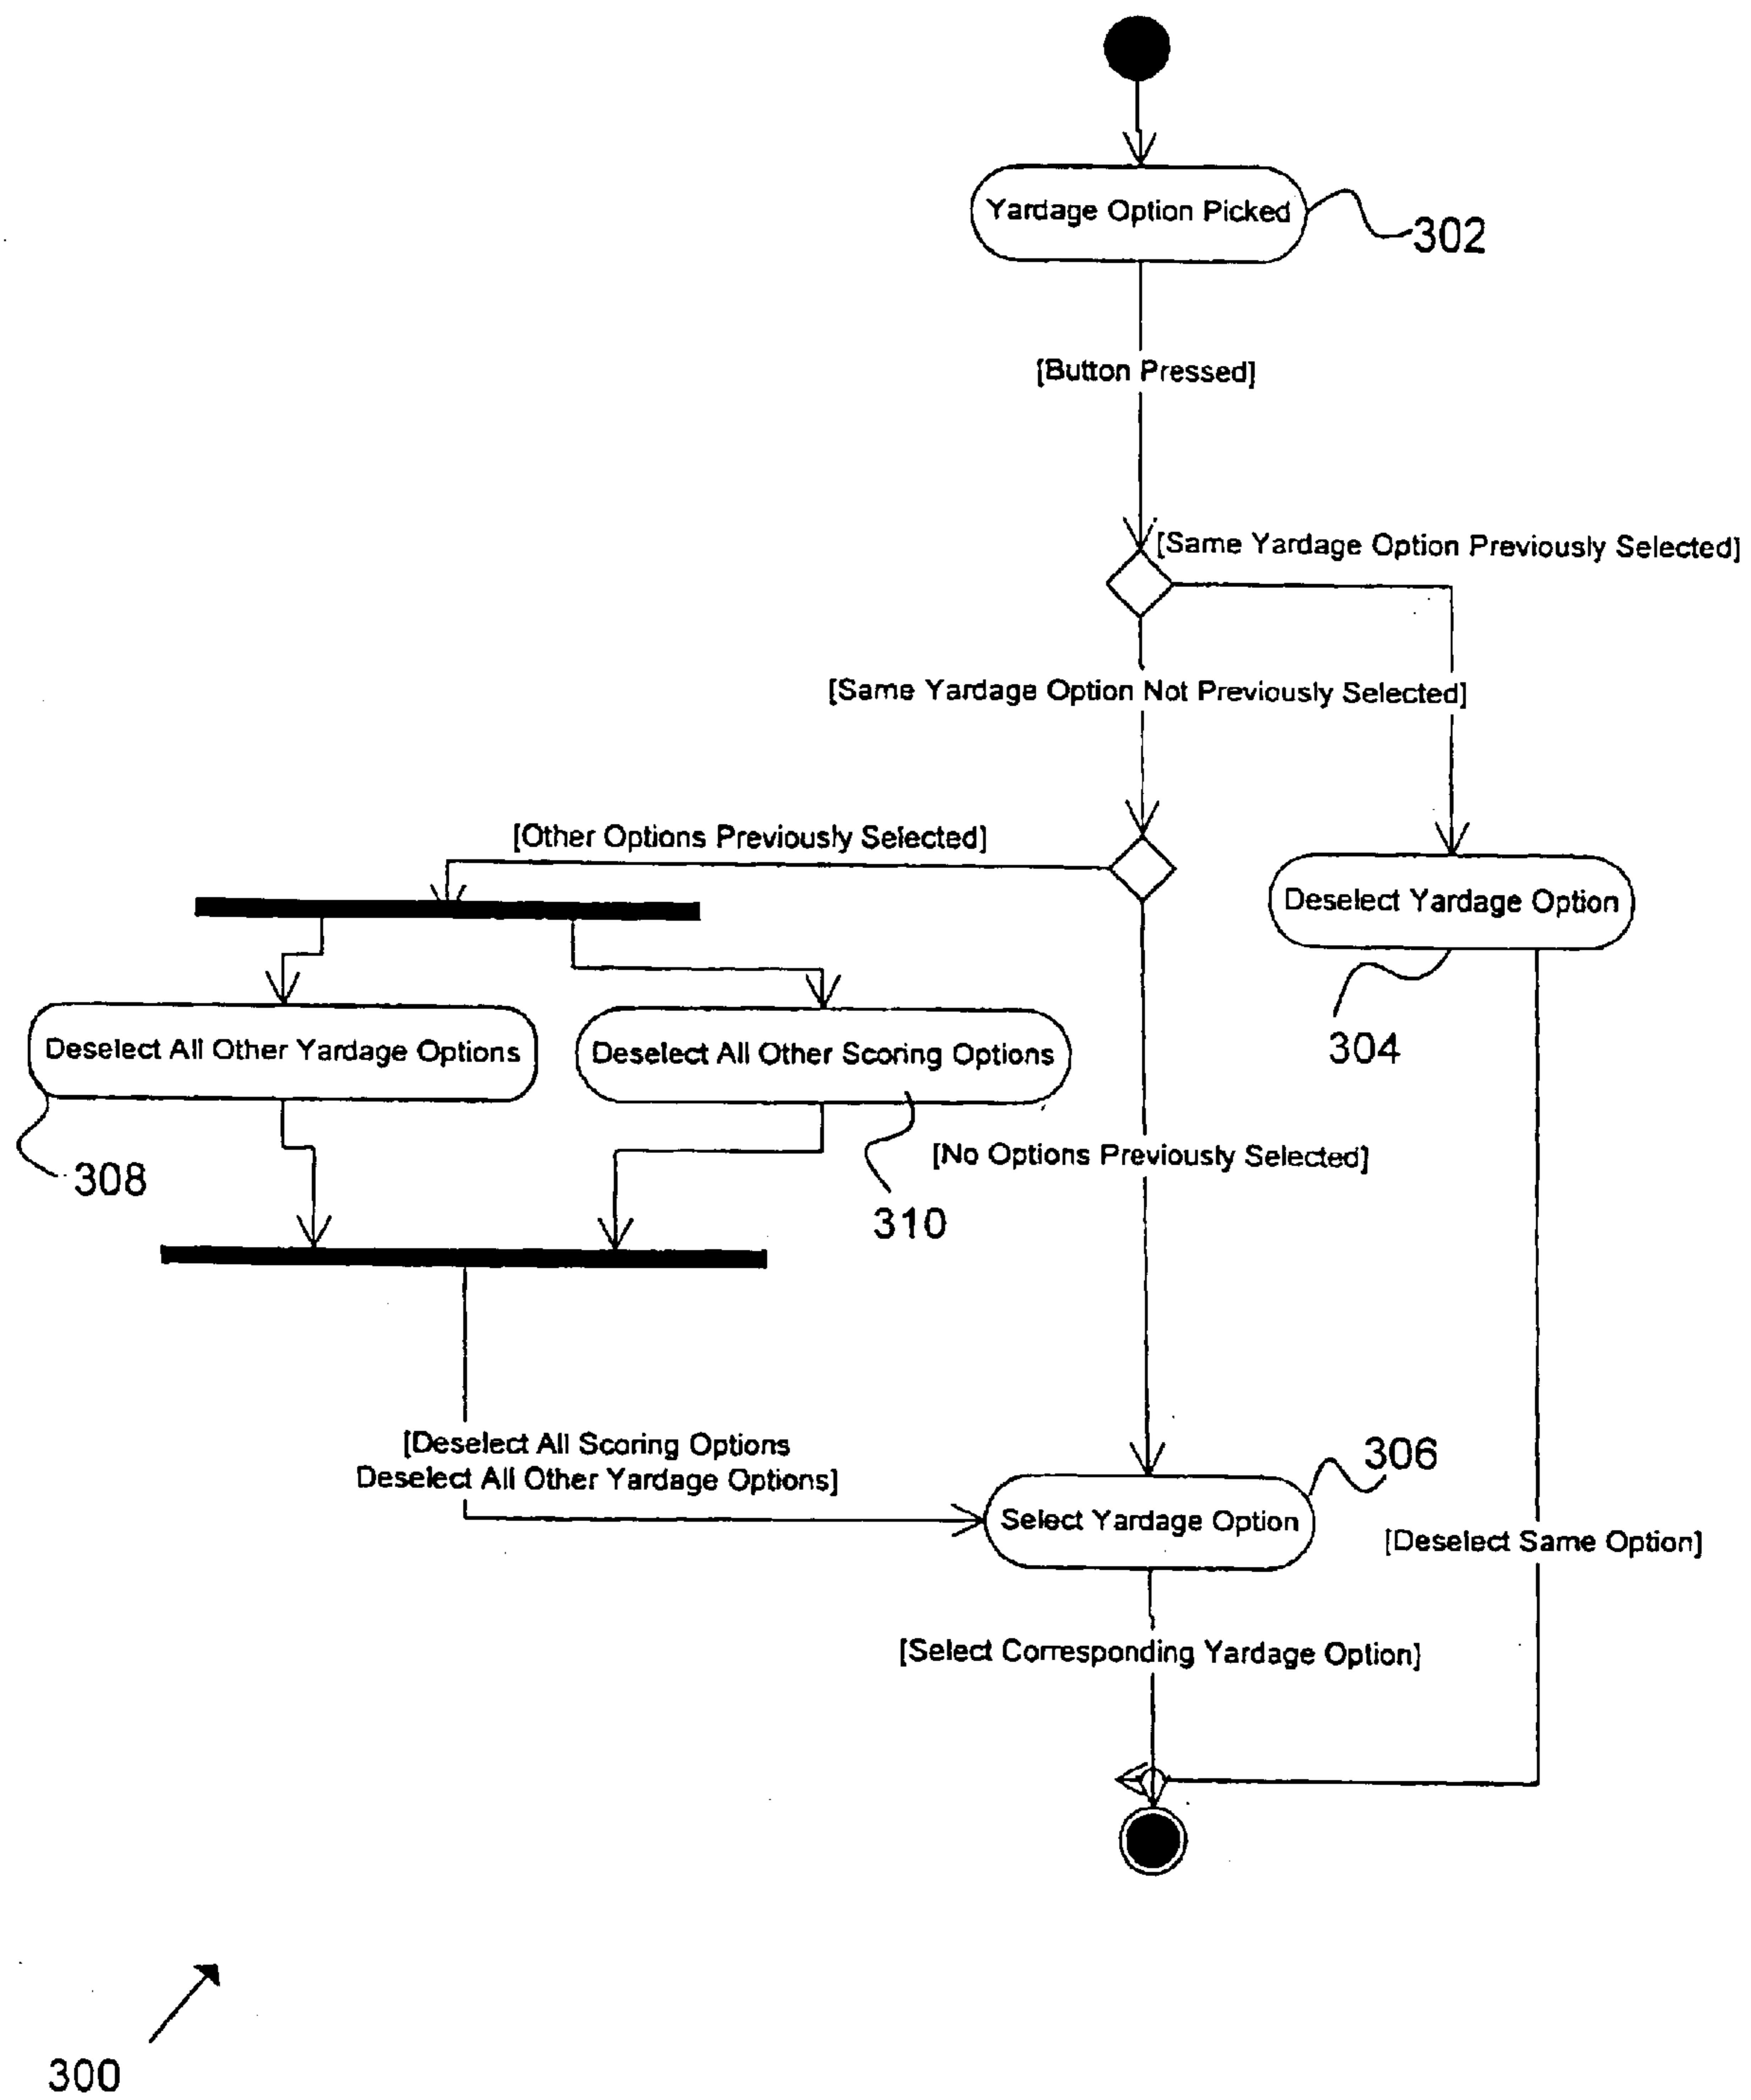 Yardage Option Picked
302
[Button Pressed]
[Same Yardage Option Previously Selected]
[Same Yardage Option Not Previously Selected]
[Other Options Previously Selected]
Deselect Yardage Option
304
Deselect All Other Yardage Options
Deselect All Other Scoring Options
308
310
[No Options Previously Selected]
[Deselect All Scoring Options
Deselect All Other Yardage Options]
306
Select Yardage Option
[Deselect Same Option]
[Select Corresponding Yardage Option]
300